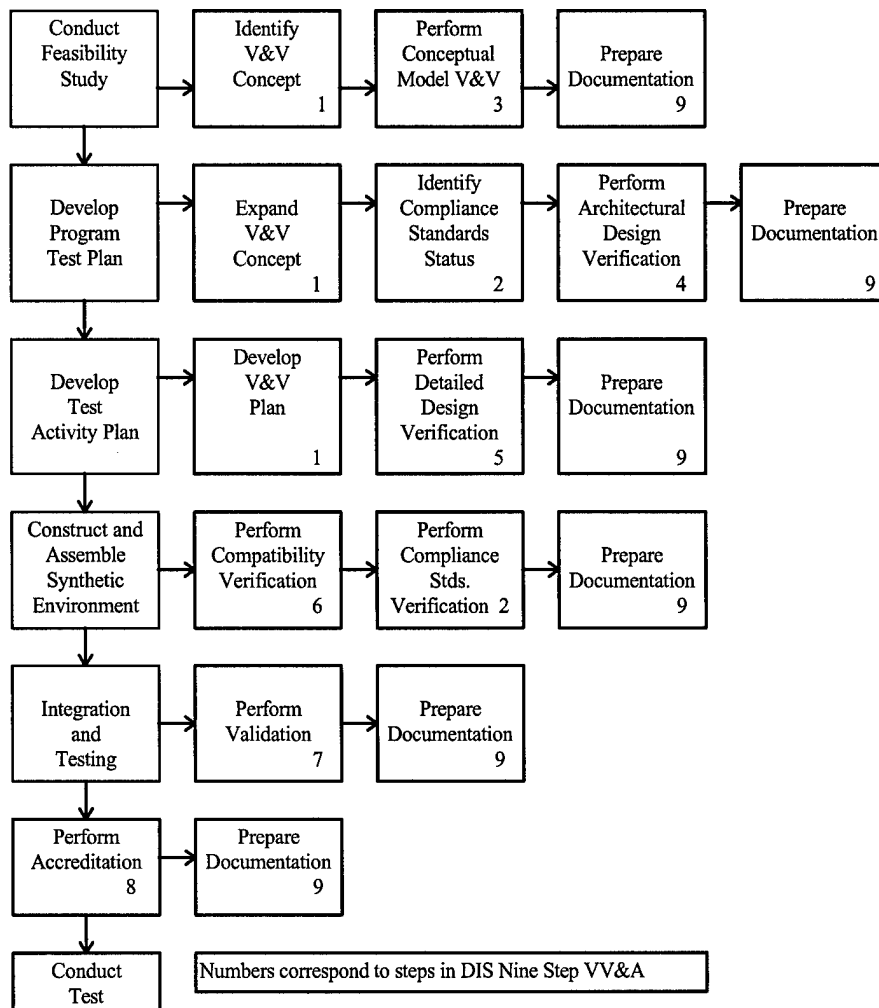 Conduct
Feasibility
Study
Identify
V&V
Concept
1
Perform
Conceptual
Model V&V
3
Prepare
Documentation
9
Develop
Program
Test Plan
Expand
V&V
Concept
1
Identify
Compliance
Standards
Status
2
Perform
Architectural
Design
Verification
4
Prepare
Documentation
9
Develop
Test
Activity Plan
Develop
V&V
Plan
1
Perform
Detailed
Design
Verification
5
Prepare
Documentation
9
Construct and
Assemble
Synthetic
Environment
Perform
Compatibility
Verification
6
Perform
Compliance
Stds.
Verification 2
Prepare
Documentation
9
Integration
and
Testing
Perform
Validation
7
Prepare
Documentation
9
Perform
Accreditation
8
Prepare
Documentation
9
Conduct
Test
Numbers correspond to steps in DIS Nine Step VV&A